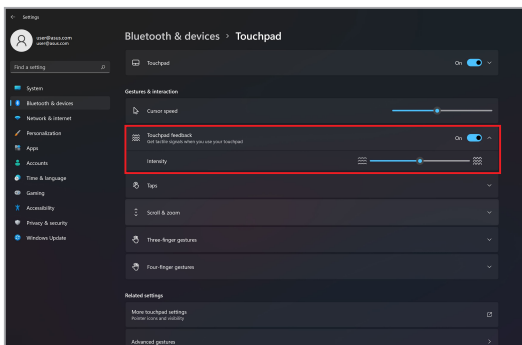 Settings
user@asus.com
user@asus.com
Find a setting
System
Bluetooth & devices
Network & internet
Personalization
Apps
Accounts
Time & language
Gaming
Accessibility
Privacy & security
Windows Update
Bluetooth & devices > Touchpad
Touchpad On
Gestures & interaction
Cursor speed
Touchpad feedback On
Get tactile signals when you use your touchpad
Intensity
Taps
Scroll & zoom
Three-finger gestures
Four-finger gestures
Related settings
More touchpad settings
Pointer icons and visibility
Advanced gestures